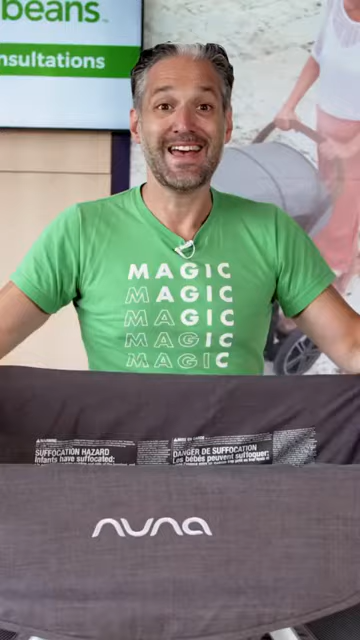 beans
nsultations
MAGIC
MAGIC
MAGIC
MAGIC
MAGIC
SUFFOCATION HAZARD
Infants have suffocated:
DANGER DE SUFFOCATION
Les bébés peuvent suffoquer:
nuna